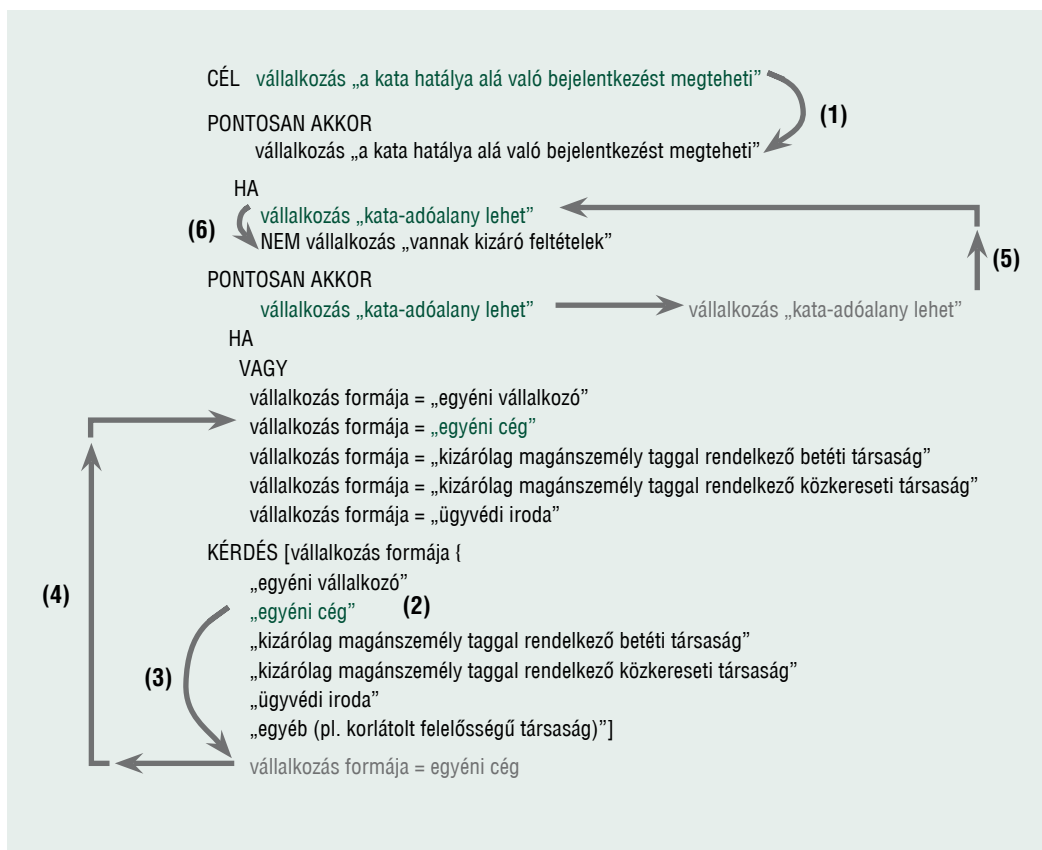 CÉL vállalkozás „a kata hatálya alá való bejelentkezést megteheti”
(1)
PONTOSAN AKKOR
vállalkozás „a kata hatálya alá való bejelentkezést megteheti”
HA
vállalkozás „kata-adóalany lehet”
(6)
NEM vállalkozás „vannak kizáró feltételek”
(5)
PONTOSAN AKKOR
vállalkozás „kata-adóalany lehet” vállalkozás „kata-adóalany lehet”
HA
VAGY
vállalkozás formája = „egyéni vállalkozó”
vállalkozás formája = „egyéni cég”
vállalkozás formája = „kizárólag magánszemély taggal rendelkező betéti társaság”
vállalkozás formája = „kizárólag magánszemély taggal rendelkező közkereseti társaság”
vállalkozás formája = „ügyvédi iroda”
KÉRDÉS [vállalkozás formája {
„egyéni vállalkozó”
(4)
„egyéni cég” (2)
„kizárólag magánszemély taggal rendelkező betéti társaság”
„kizárólag magánszemély taggal rendelkező közkereseti társaság”
(3)
„ügyvédi iroda”
„egyéb (pl. korlátolt felelősségű társaság)”]
vállalkozás formája = egyéni cég